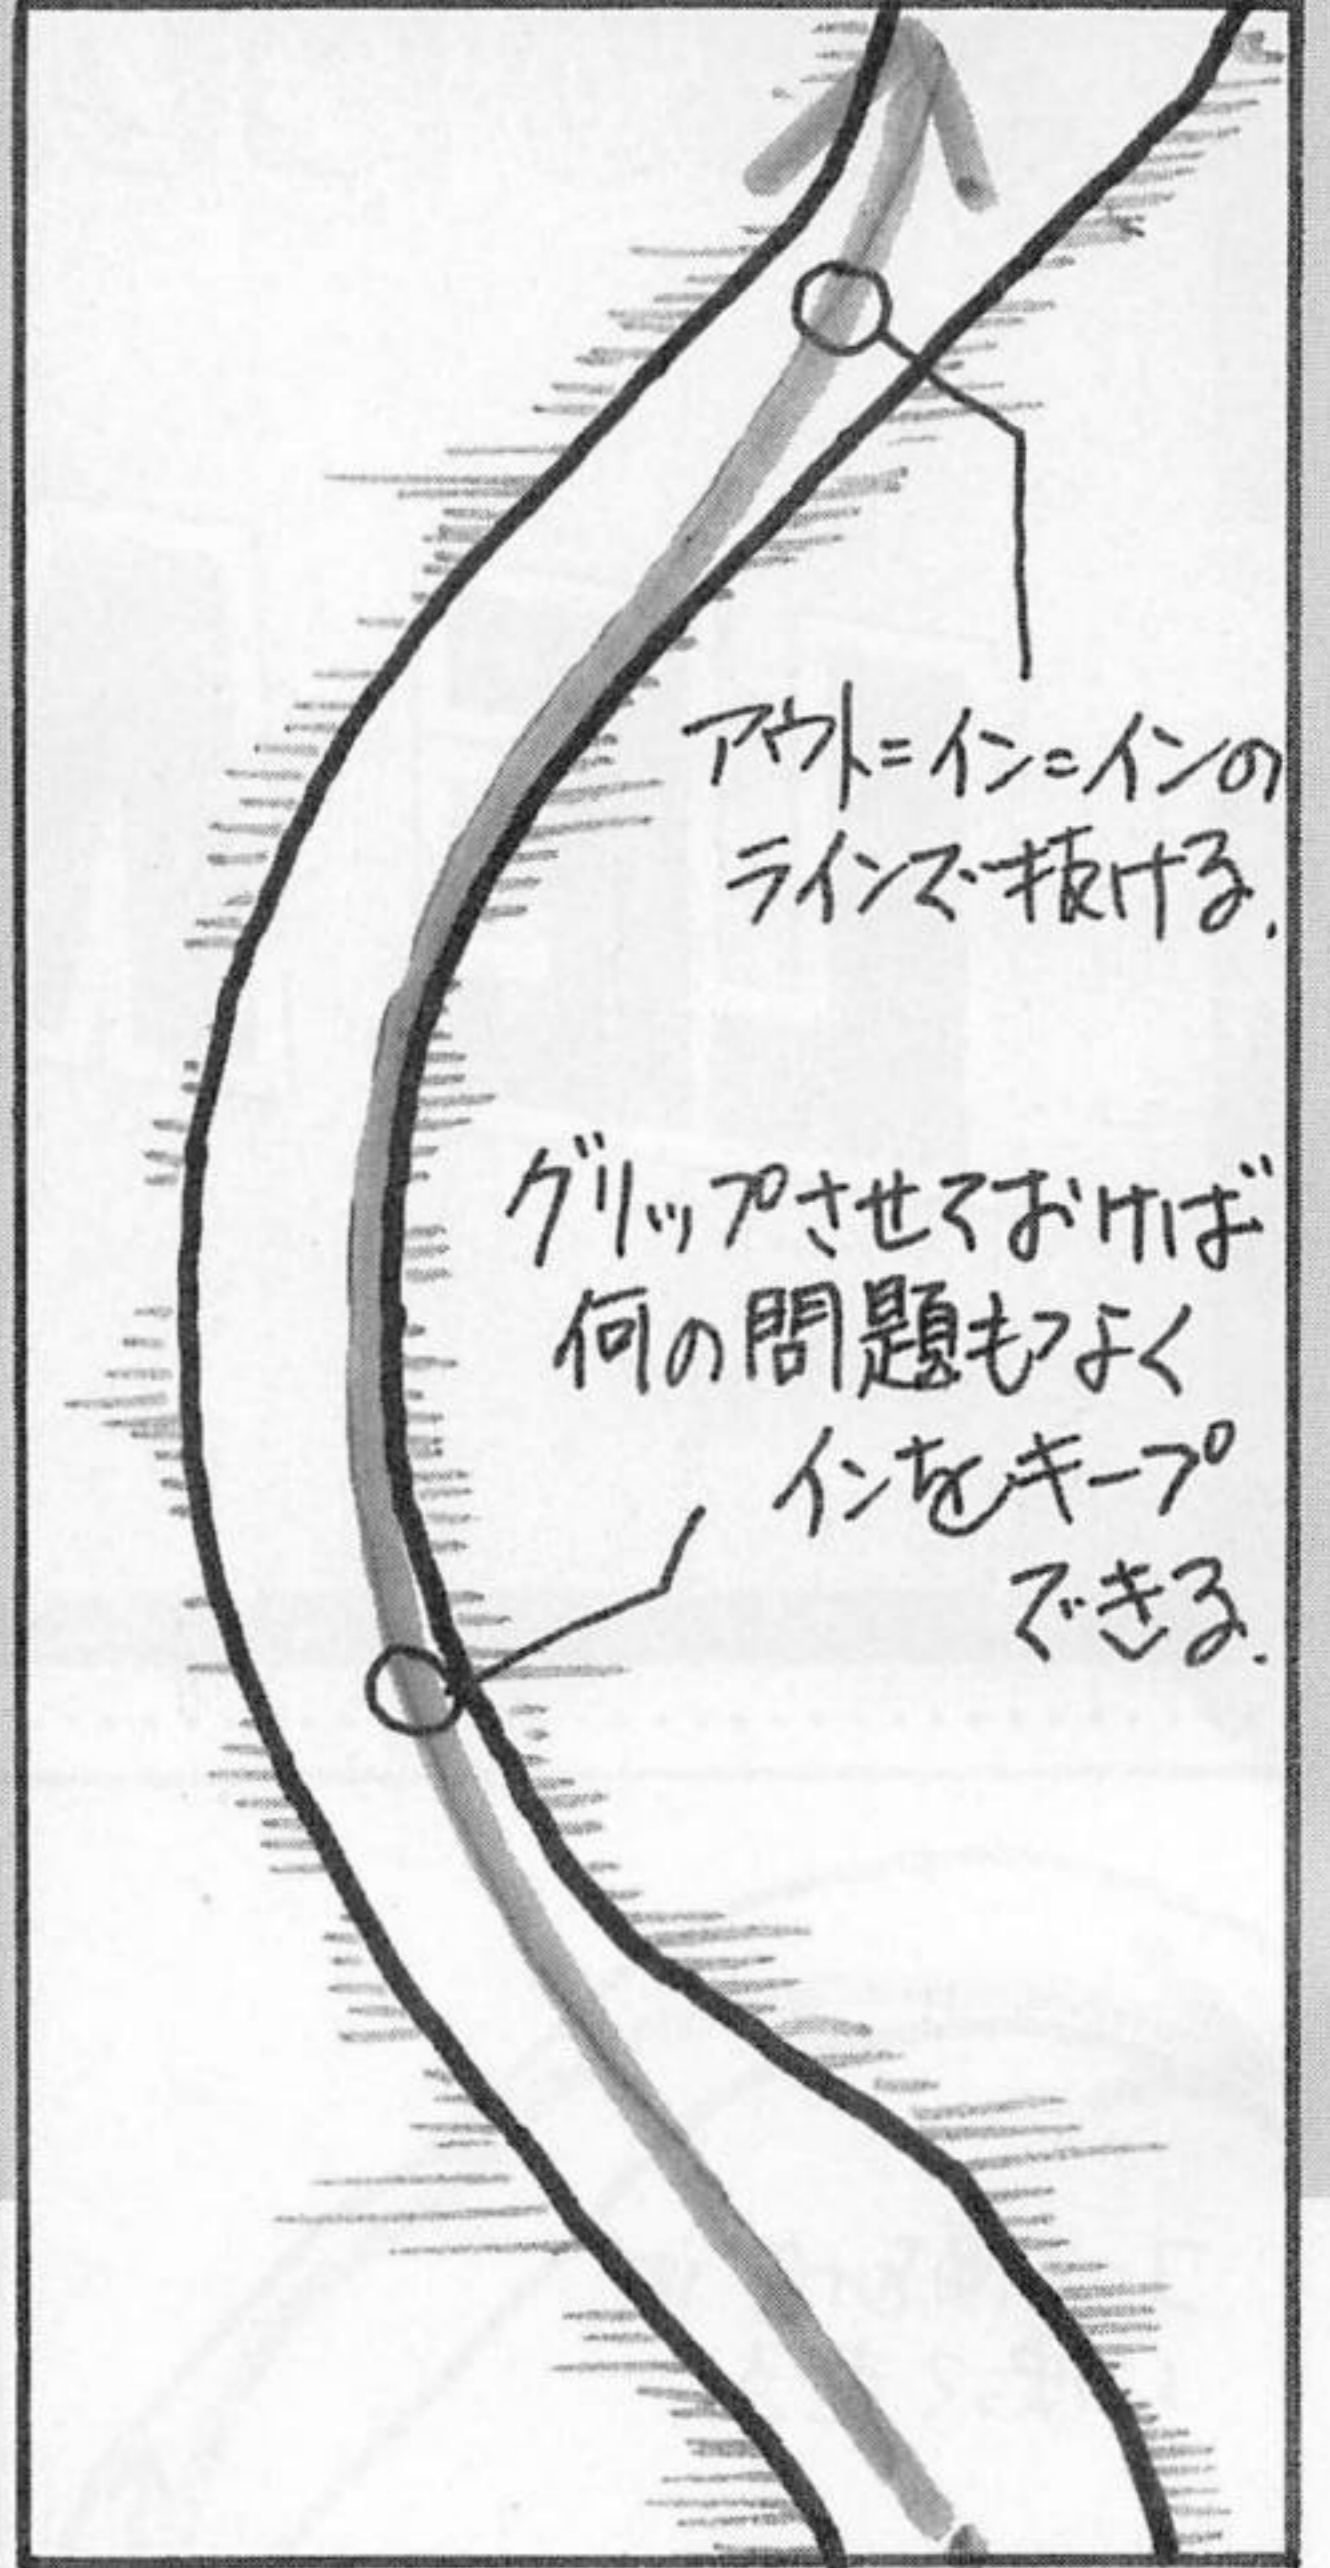 アウト=イン=インの
ラインで抜ける.
グリップさせておけば
何の問題もなく
インをキープ
できる.